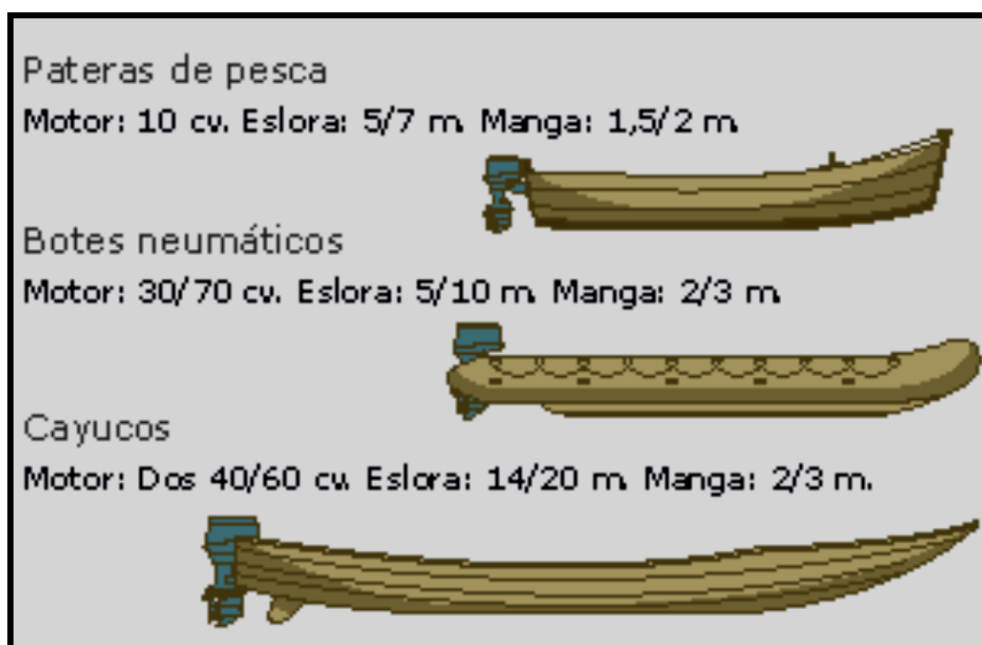 Pateras de pesca
Motor: 10 cv. Eslora: 5/7 m. Manga: 1,5/2 m.
Botes neumáticos
Motor: 30/70 cv. Eslora: 5/10 m. Manga: 2/3 m.
Cayucos
Motor: Dos 40/60 cv. Eslora: 14/20 m. Manga: 2/3 m.